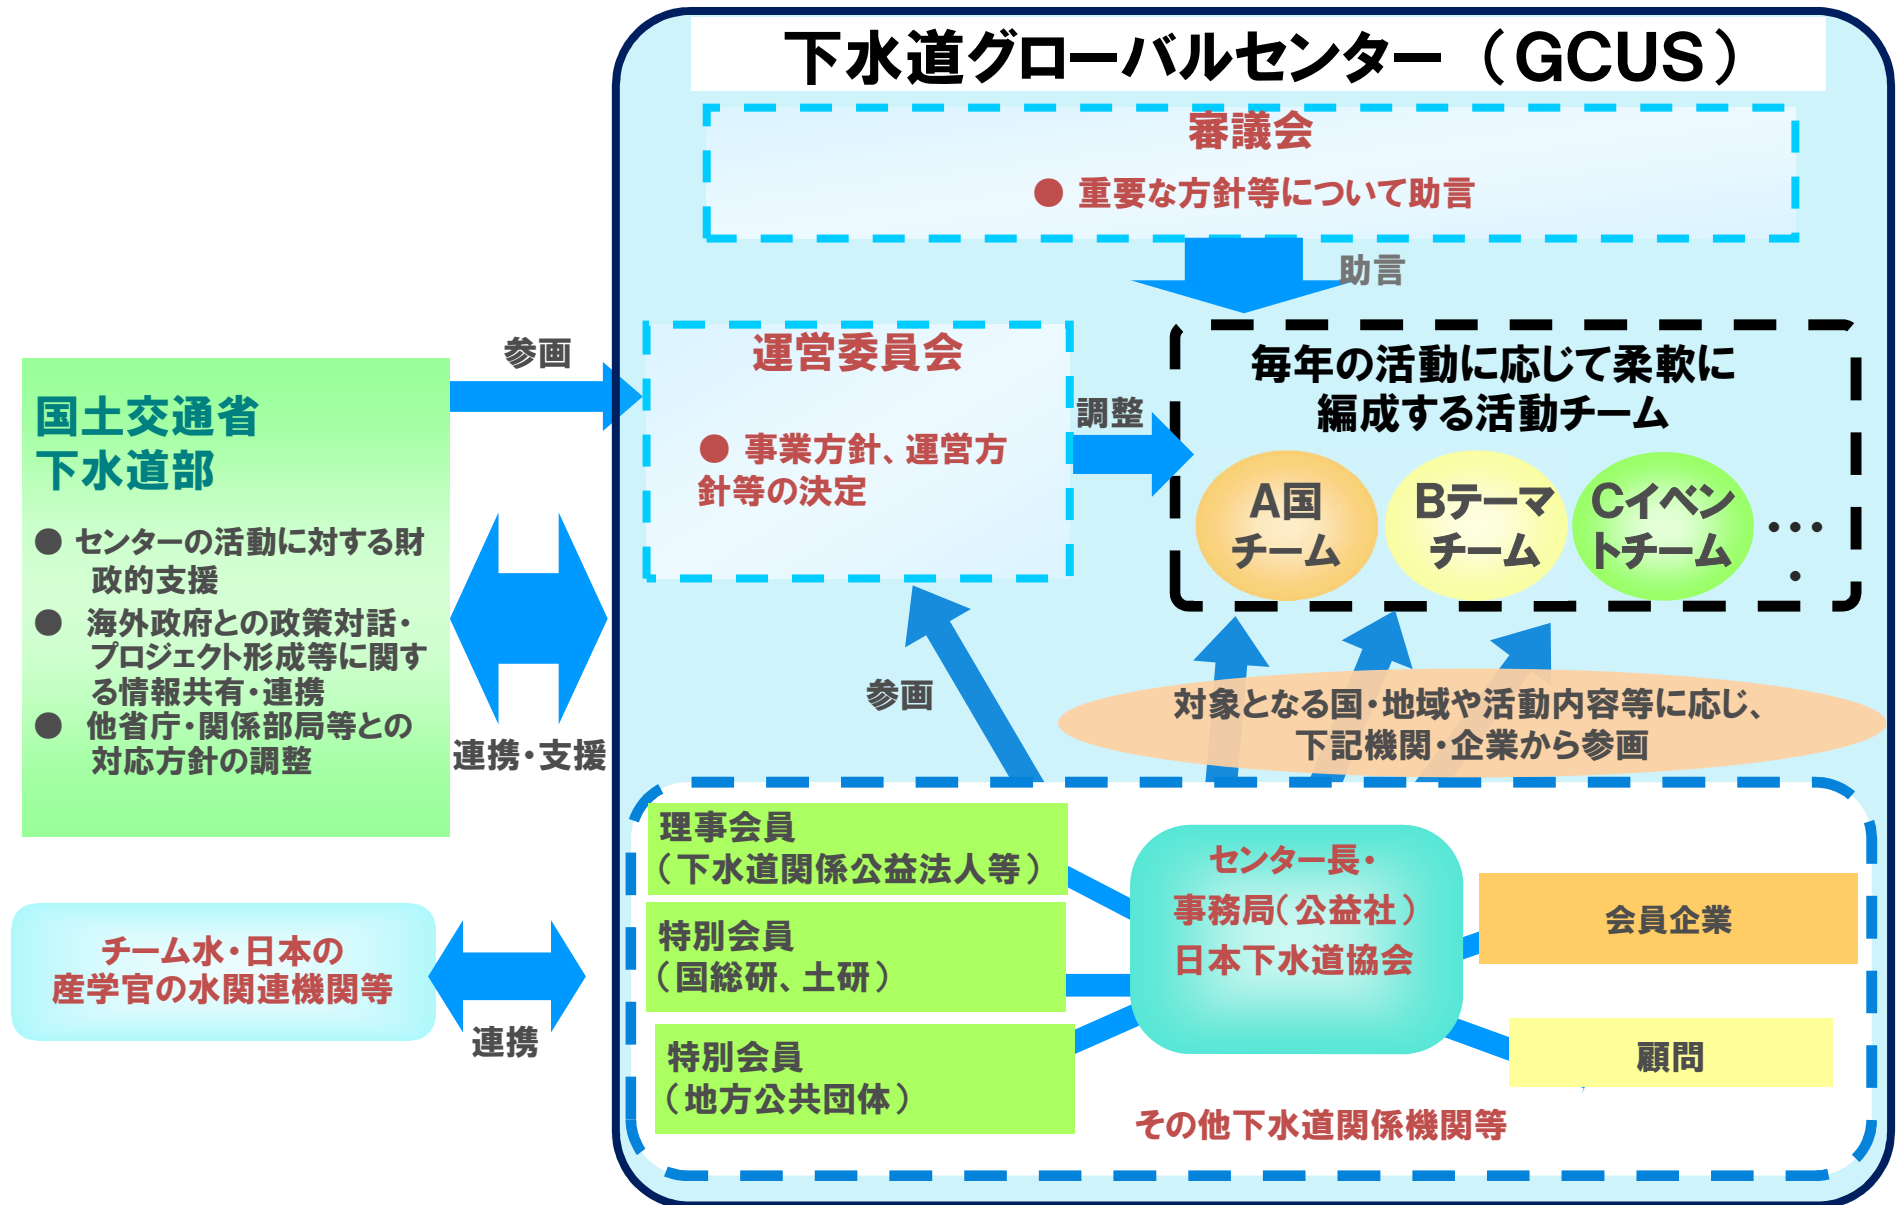 下水道グローバルセンター（GCUS）
審議会
● 重要な方針等について助言
助言
参画
運営委員会
● 事業方針、運営方
針等の決定
調整
毎年の活動に応じて柔軟に
編成する活動チーム
A国
チーム
Bテーマ
チーム
Cイベン
トチーム
・・・
・
国土交通省
下水道部
● センターの活動に対する財
政的支援
● 海外政府との政策対話・
プロジェクト形成等に関す
る情報共有・連携
● 他省庁・関係部局等との
対応方針の調整
連携・支援
参画
対象となる国・地域や活動内容等に応じ、
下記機関・企業から参画
理事会員
（下水道関係公益法人等）
特別会員
（国総研、土研）
特別会員
（地方公共団体）
センター長・
事務局（公益社）
日本下水道協会
会員企業
顧問
その他下水道関係機関等
チーム水・日本の
産学官の水関連機関等
連携